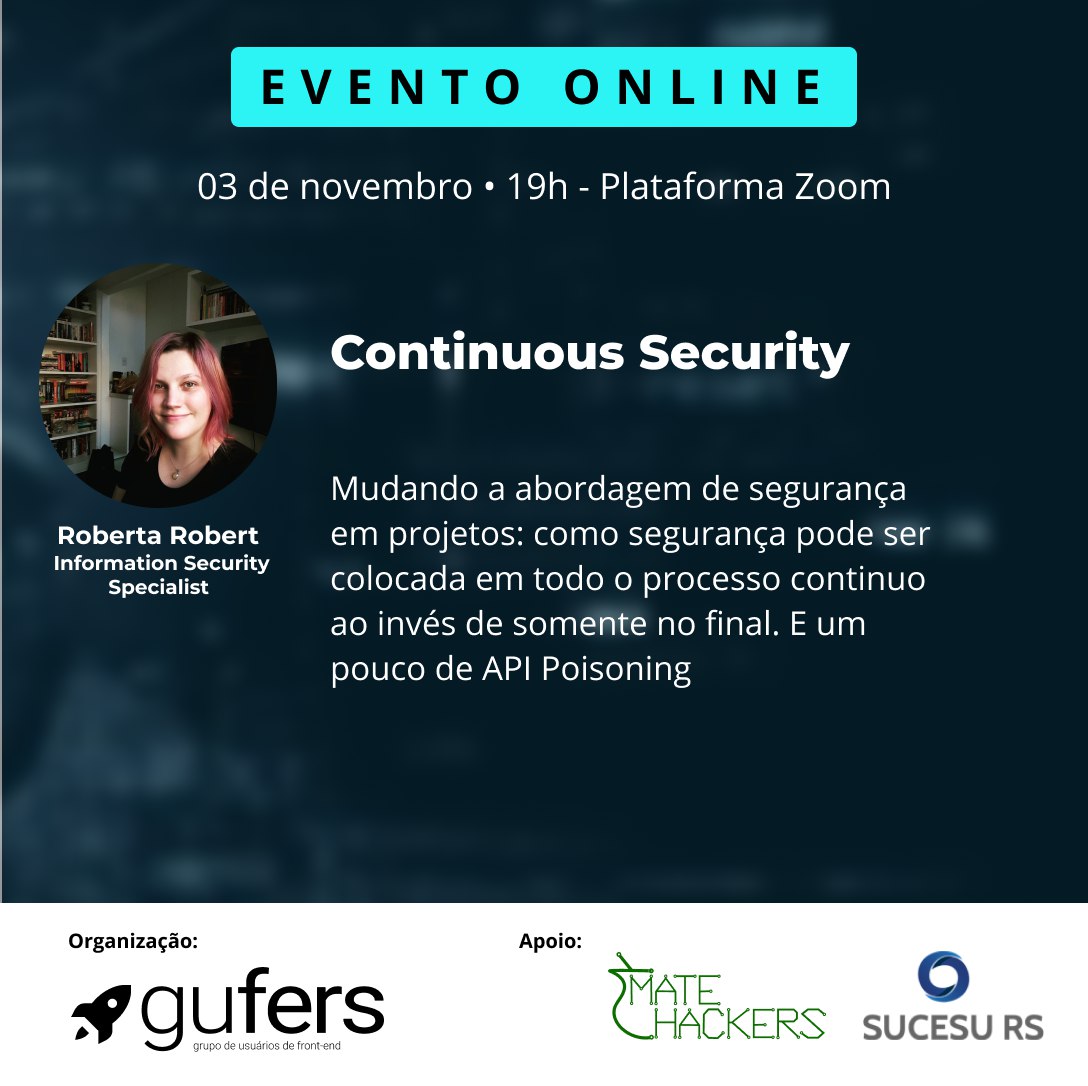 EVENTO ONLINE
03 de novembro • 19h - Plataforma Zoom
Continuous Security
Roberta Robert
Information Security
Specialist
Mudando a abordagem de segurança
em projetos: como segurança pode ser
colocada em todo o processo continuo
ao invés de somente no final. E um
pouco de API Poisoning
Organização:
gufers
grupo de usuários de front-end
Apoio:
MATE
HACKERS
SUCESU RS